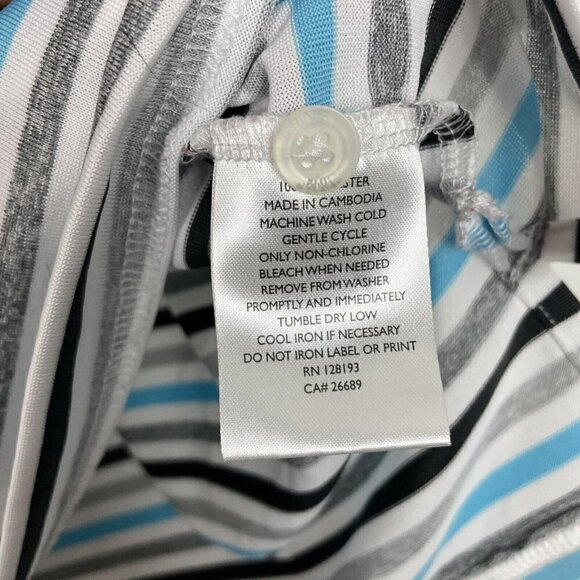 MADE IN CAMBODIA
MACHINE WASH COLD
GENTLE CYCLE
ONLY NON-CHLORINE
BLEACH WHEN NEEDED
REMOVE FROM WASHER
PROMPTLY AND IMMEDIATELY
TUMBLE DRY LOW
COOL IRON IF NECESSARY
DO NOT IRON LABEL OR PRINT
RN 128193
CA# 26689